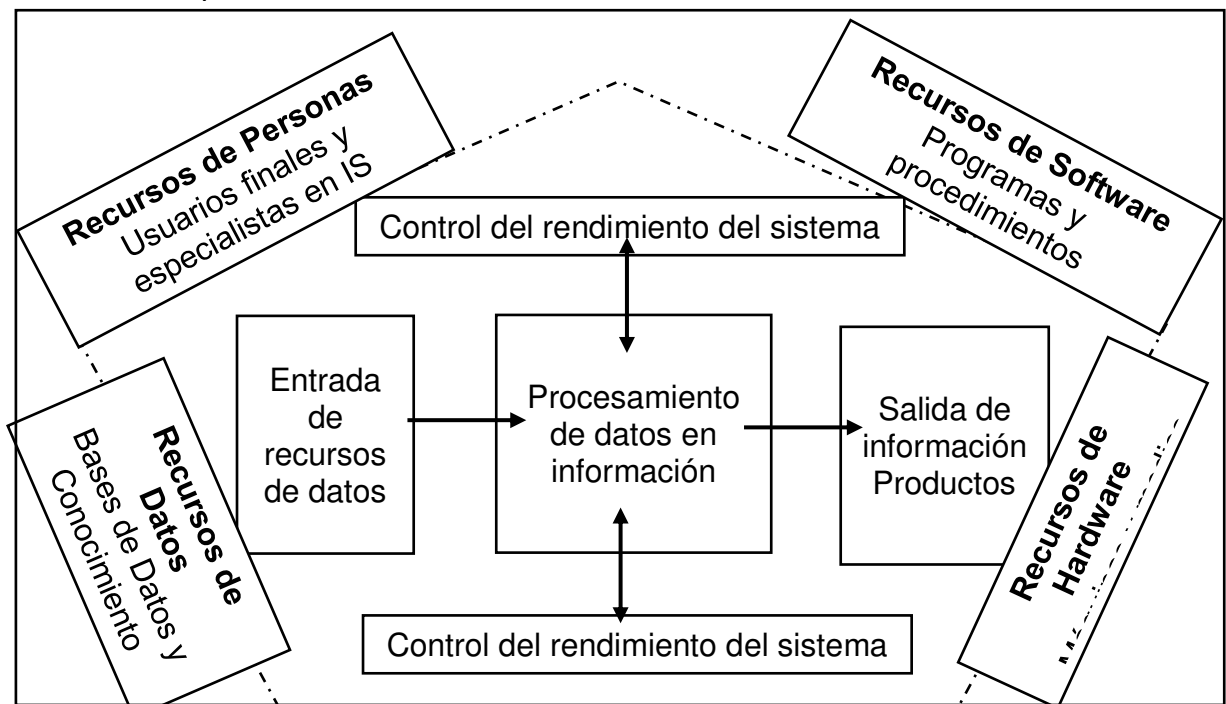 Recursos de Personas
Usuarios finales y
especialistas en IS
Recursos de Software
Programas y
procedimientos
Control del rendimiento del sistema
Entrada
de
recursos
de datos
Procesamiento
de datos en
información
Salida de
información
Productos
Recursos de
Datos
Bases de Datos y
Conocimiento
Recursos de
Hardware
Control del rendimiento del sistema